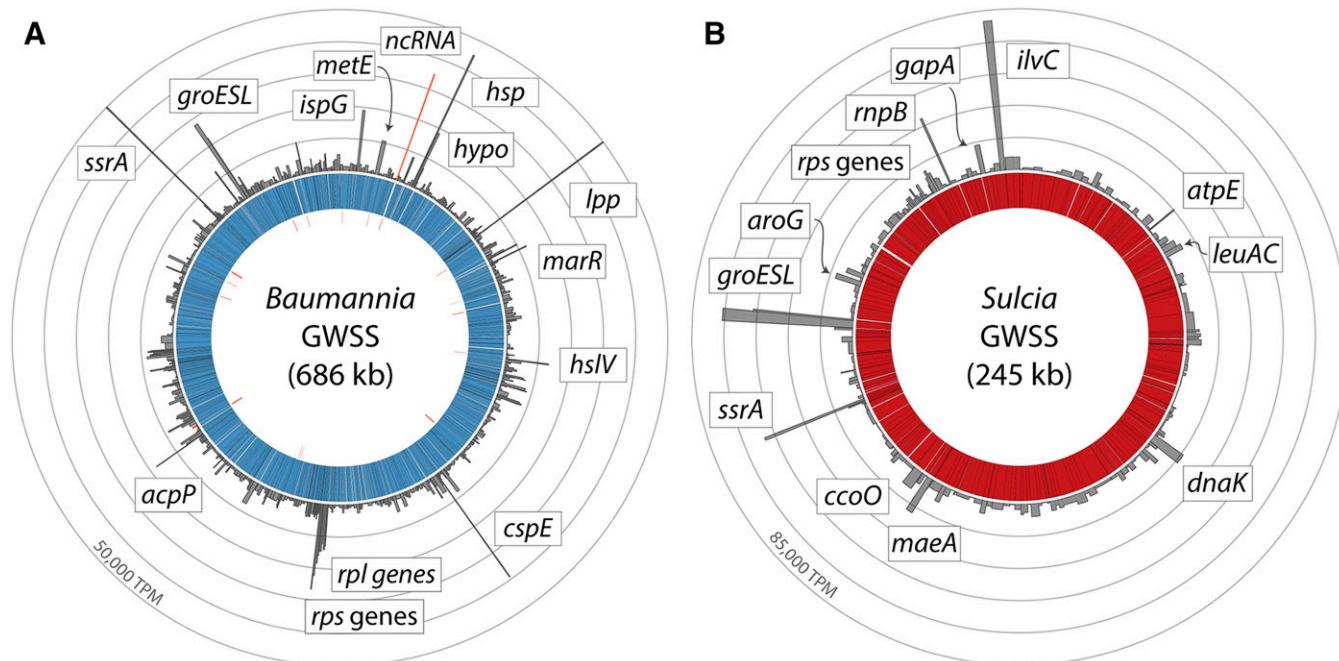 A
ncRNA
metE
hsp
groESL
ispG
hypo
ssrA
lpp
marR
Baumannia
GWSS
(686 kb)
hslV
acpP
cspE
rpl genes
rps genes
50,000 TPM
B
gapA
ilvC
rnpB
rps genes
atpE
aroG
leuAC
groESL
Sulcia
GWSS
(245 kb)
ssrA
dnaK
ccoO
maeA
85,000 TPM